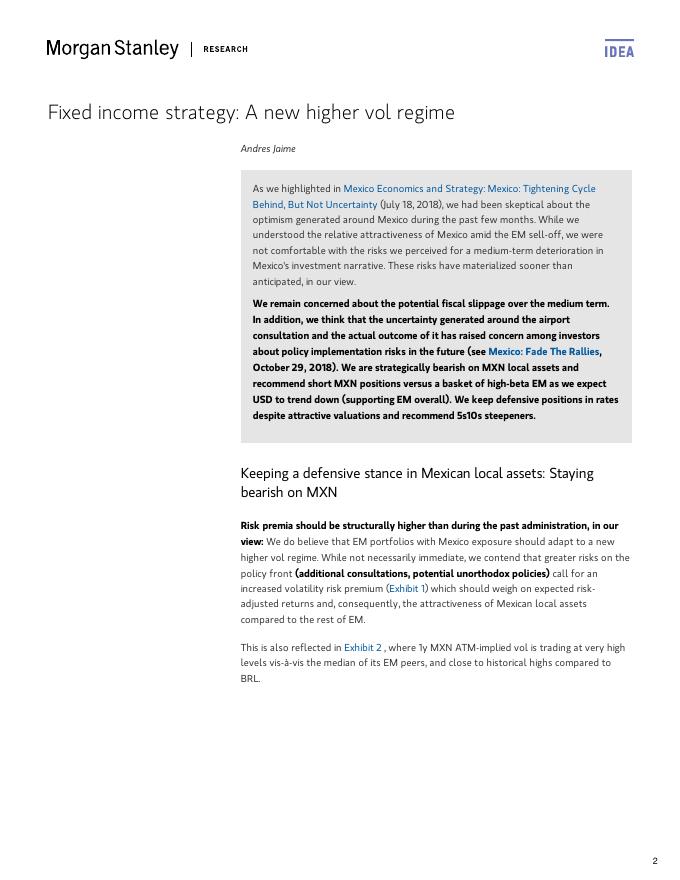 Morgan Stanley | RESEARCH
IDEA
Fixed income strategy: A new higher vol regime
Andres Jaime
As we highlighted in Mexico Economics and Strategy: Mexico: Tightening Cycle
Behind, But Not Uncertainty (July 18, 2018), we had been skeptical about the
optimism generated around Mexico during the past few months. While we
understood the relative attractiveness of Mexico amid the EM sell-off, we were
not comfortable with the risks we perceived for a medium-term deterioration in
Mexico's investment narrative. These risks have materialized sooner than
anticipated, in our view.
We remain concerned about the potential fiscal slippage over the medium term.
In addition, we think that the uncertainty generated around the airport
consultation and the actual outcome of it has raised concern among investors
about policy implementation risks in the future (see Mexico: Fade The Rallies,
October 29, 2018). We are strategically bearish on MXN local assets and
recommend short MXN positions versus a basket of high-beta EM as we expect
USD to trend down (supporting EM overall). We keep defensive positions in rates
despite attractive valuations and recommend 5s10s steepeners.
Keeping a defensive stance in Mexican local assets: Staying
bearish on MXN
Risk premia should be structurally higher than during the past administration, in our
view: We do believe that EM portfolios with Mexico exposure should adapt to a new
higher vol regime. While not necessarily immediate, we contend that greater risks on the
policy front (additional consultations, potential unorthodox policies) call for an
increased volatility risk premium (Exhibit 1) which should weigh on expected risk-
adjusted returns and, consequently, the attractiveness of Mexican local assets
compared to the rest of EM.
This is also reflected in Exhibit 2 , where 1y MXN ATM-implied vol is trading at very high
levels vis-à-vis the median of its EM peers, and close to historical highs compared to
BRL.
2